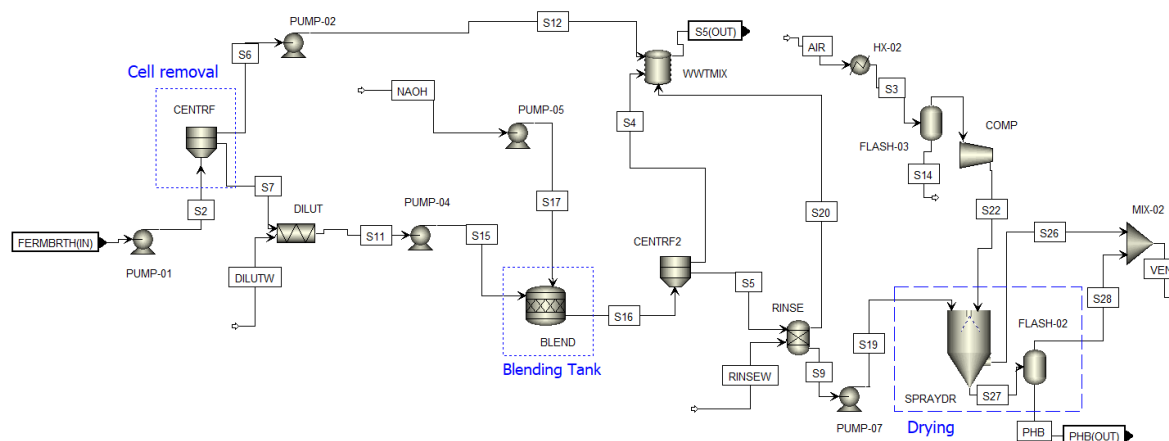 PUMP-02
S12
S5(OUT)
S6
AIR
HX-02
Cell removal
WWTMIX
CENTRF
NAOH
PUMP-05
S3
S4
COMP
FLASH-03
S14
S7
DILUT
PUMP-04
S17
S20
S22
S2
MIX-02
FERMBRTH(IN)
S11
S15
S26
CENTRF2
VEN
PUMP-01
DILUTW
S5
RINSE
S28
S16
S19
FLASH-02
BLEND
Blending Tank
RINSEW
S9
SPRAYDR
S27
PUMP-07
Drying
PHB
PHB(OUT)